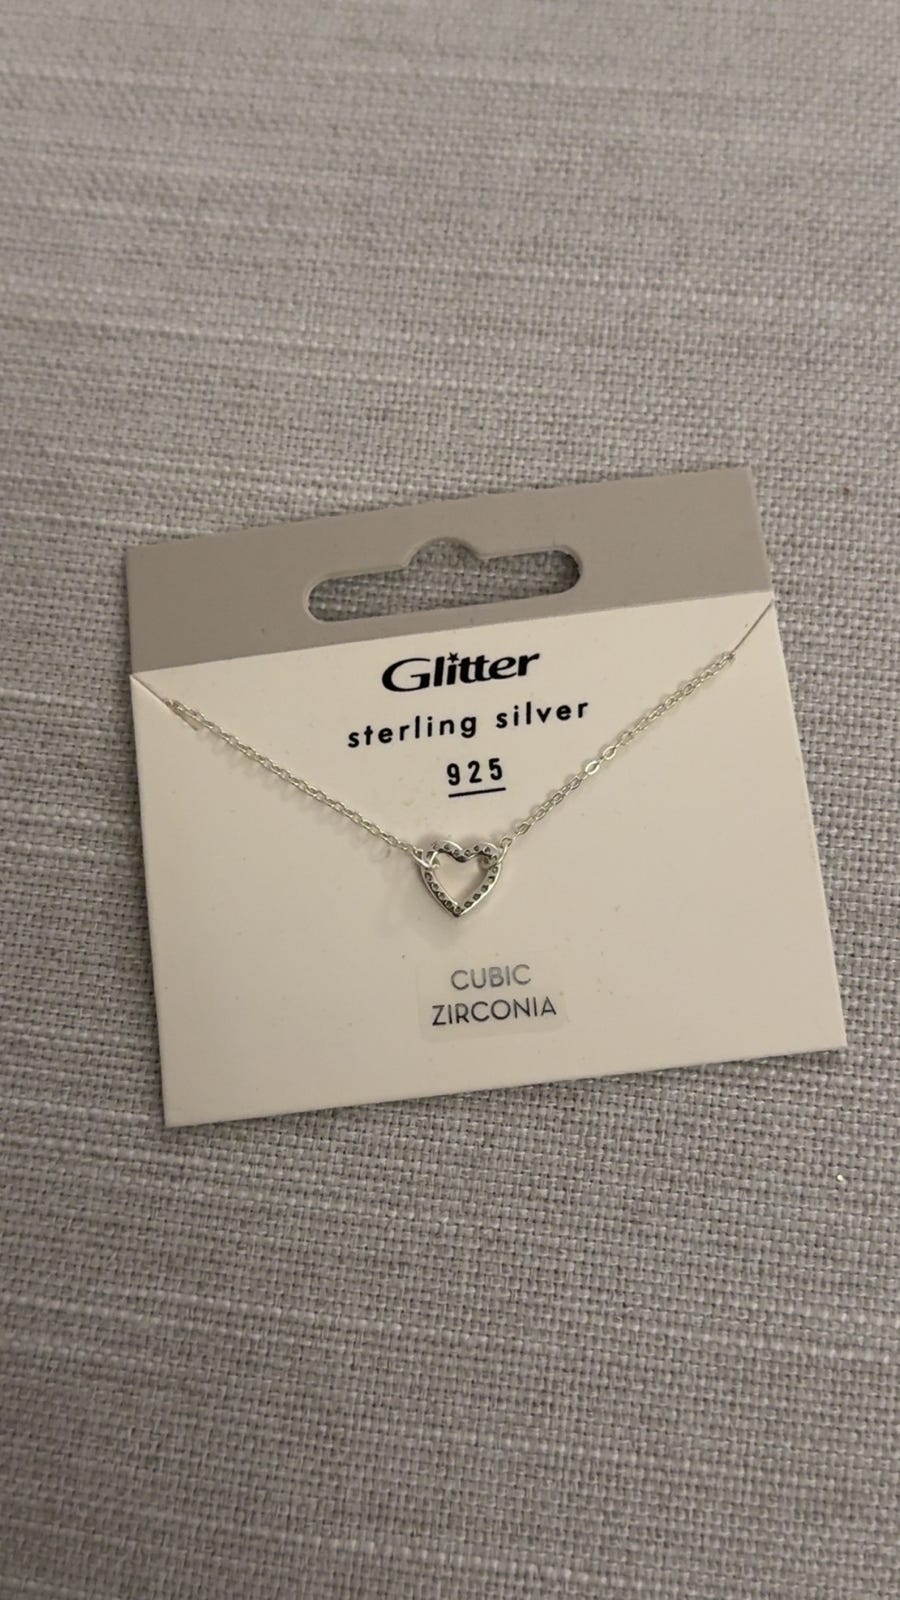 Glitter
sterling silver
925
CUBIC
ZIRCONIA